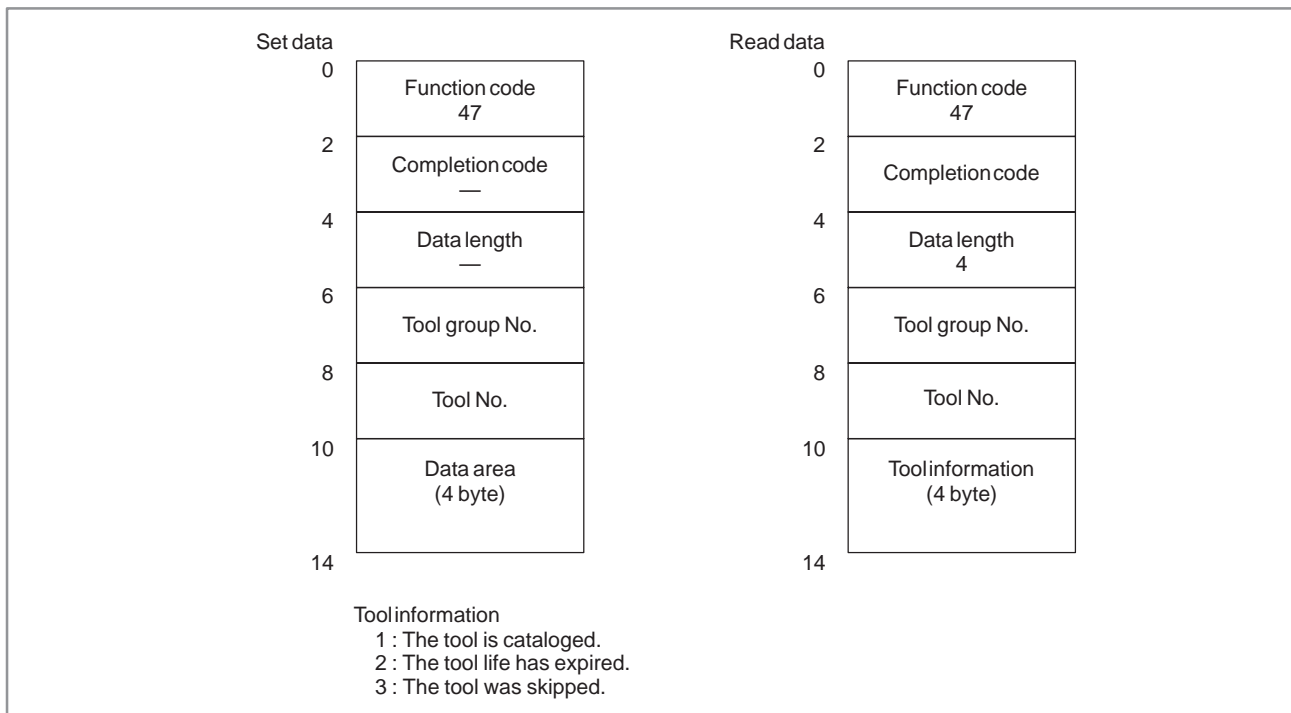 Set data
0
Function code
47
2
Completion code
—
4
Data length
—
6
Tool group No.
8
Tool No.
10
Data area
(4 byte)
14
Read data
0
Function code
47
2
Completion code
4
Data length
4
6
Tool group No.
8
Tool No.
10
Tool information
(4 byte)
14
Tool information
1 : The tool is cataloged.
2 : The tool life has expired.
3 : The tool was skipped.